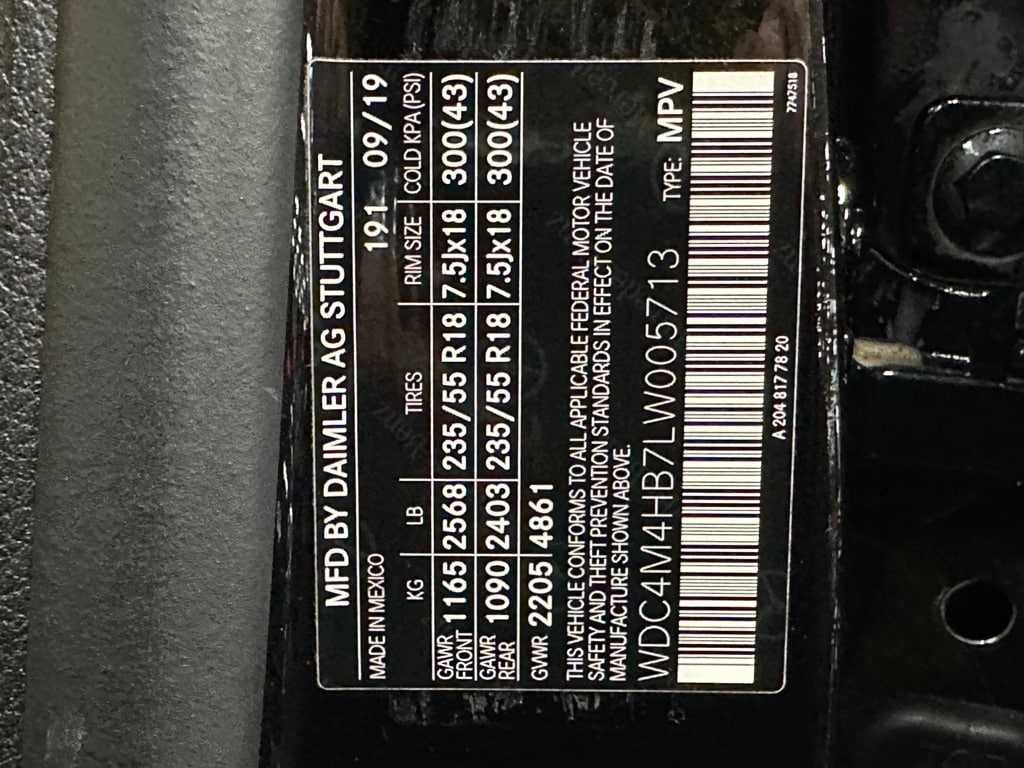 MFD BY DAIMLER AG STUTTGART
MADE IN MEXICO 191 09/19
KG LB TIRES RIM SIZE COLD KPA(PSI)
GAWR FRONT 1165 2568 235/55 R18 7.5Jx18 300(43)
GAWR REAR 1090 2403 235/55 R18 7.5Jx18 300(43)
GVWR 2205 4861
THIS VEHICLE CONFORMS TO ALL APPLICABLE FEDERAL MOTOR VEHICLE
SAFETY AND THEFT PREVENTION STANDARDS IN EFFECT ON THE DATE OF
MANUFACTURE SHOWN ABOVE.
WDC4M4HB7LW005713 TYPE: MPV
A 204 817 78 20
7747518